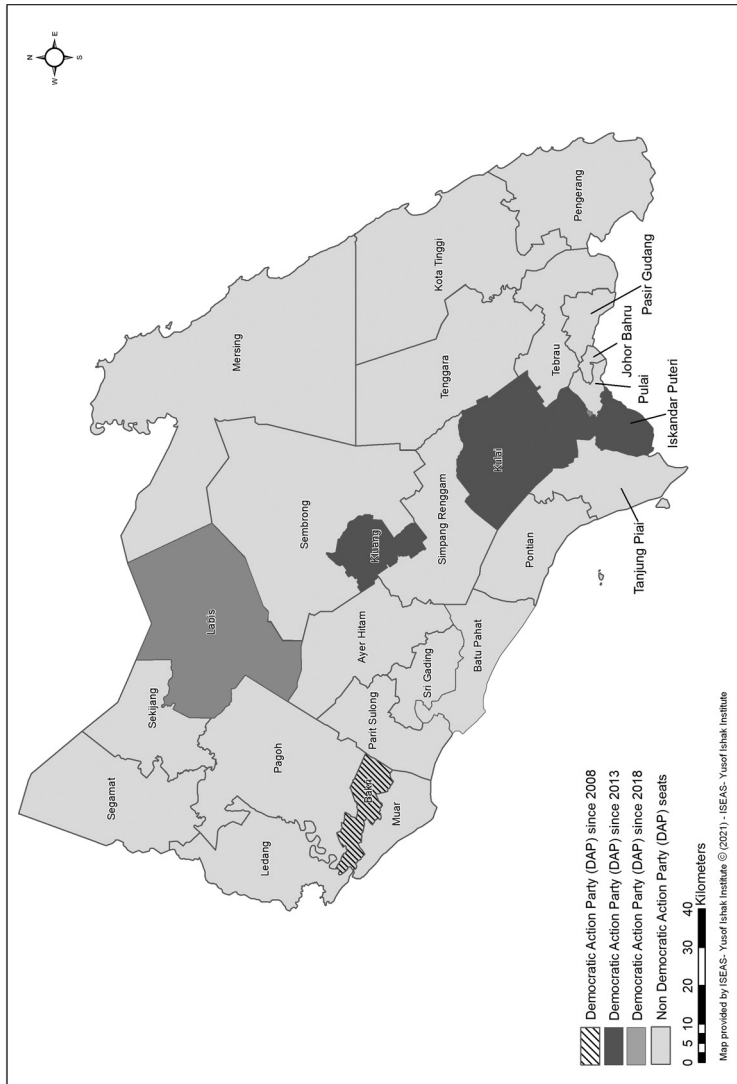 N
E
S
W
Mersing
Segamat
Sekijang
Labis
Kota Tinggi
Pengerang
Sembrong
Tenggara
Pagoh
Ledang
Kluang
Ayer Hitam
Simpang Renggam
Kulai
Tebrau
Bakri
Parit Sulong
Sri Gading
Muar
Batu Pahat
Pontian
Pasir Gudang
Johor Bahru
Pulai
Iskandar Puteri
Tanjung Piai
Democratic Action Party (DAP) since 2008
Democratic Action Party (DAP) since 2013
Democratic Action Party (DAP) since 2018
Non Democratic Action Party (DAP) seats
0 5 10 20 30 40
Kilometers
Map provided by ISEAS- Yusof Ishak Institute © (2021) - ISEAS- Yusof Ishak Institute